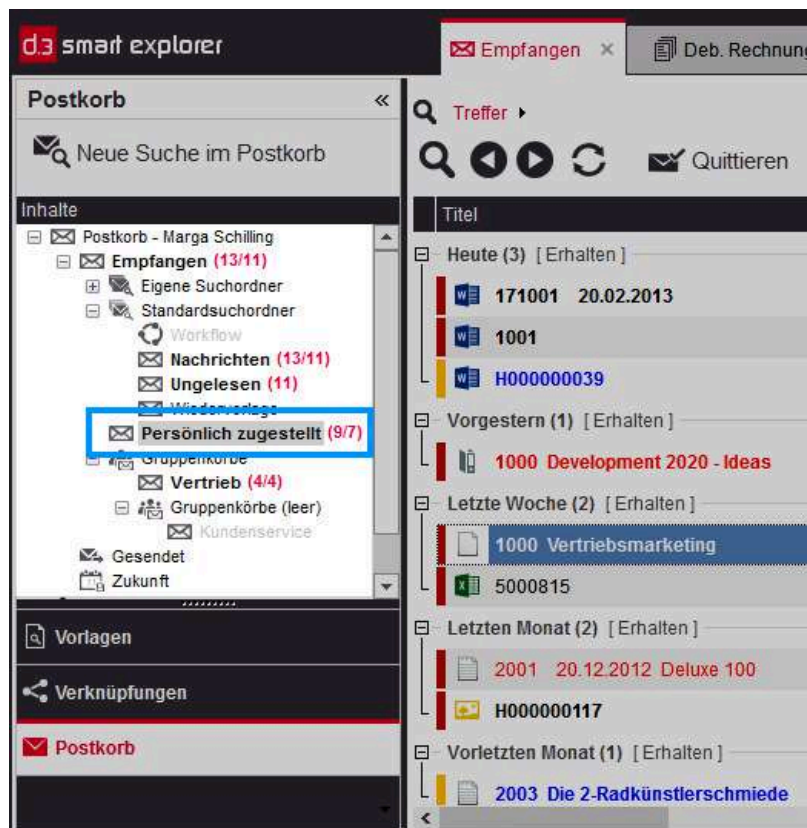 d.3 smart explorer
Empfangen ×
Deb. Rechnung
Postkorb «
Neue Suche im Postkorb
Inhalte
Postkorb - Marga Schilling
Empfangen (13/11)
Eigene Suchordner
Standardsuchordner
Workflow
Nachrichten (13/11)
Ungelesen (11)
Wiedervorlage
Persönlich zugestellt (9/7)
Gruppenkörbe
Vertrieb (4/4)
Gruppenkörbe (leer)
Kundenservice
Gesendet
Zukunft
Vorlagen
Verknüpfungen
Postkorb
Treffer
Quittieren
Titel
Heute (3) [ Erhalten ]
171001 20.02.2013
1001
H000000039
Vorgestern (1) [ Erhalten ]
1000 Development 2020 - Ideas
Letzte Woche (2) [ Erhalten ]
1000 Vertriebsmarketing
5000815
Letzten Monat (2) [ Erhalten ]
2001 20.12.2012 Deluxe 100
H000000117
Vorletzten Monat (1) [ Erhalten ]
2003 Die 2-Radkünstlerschmiede